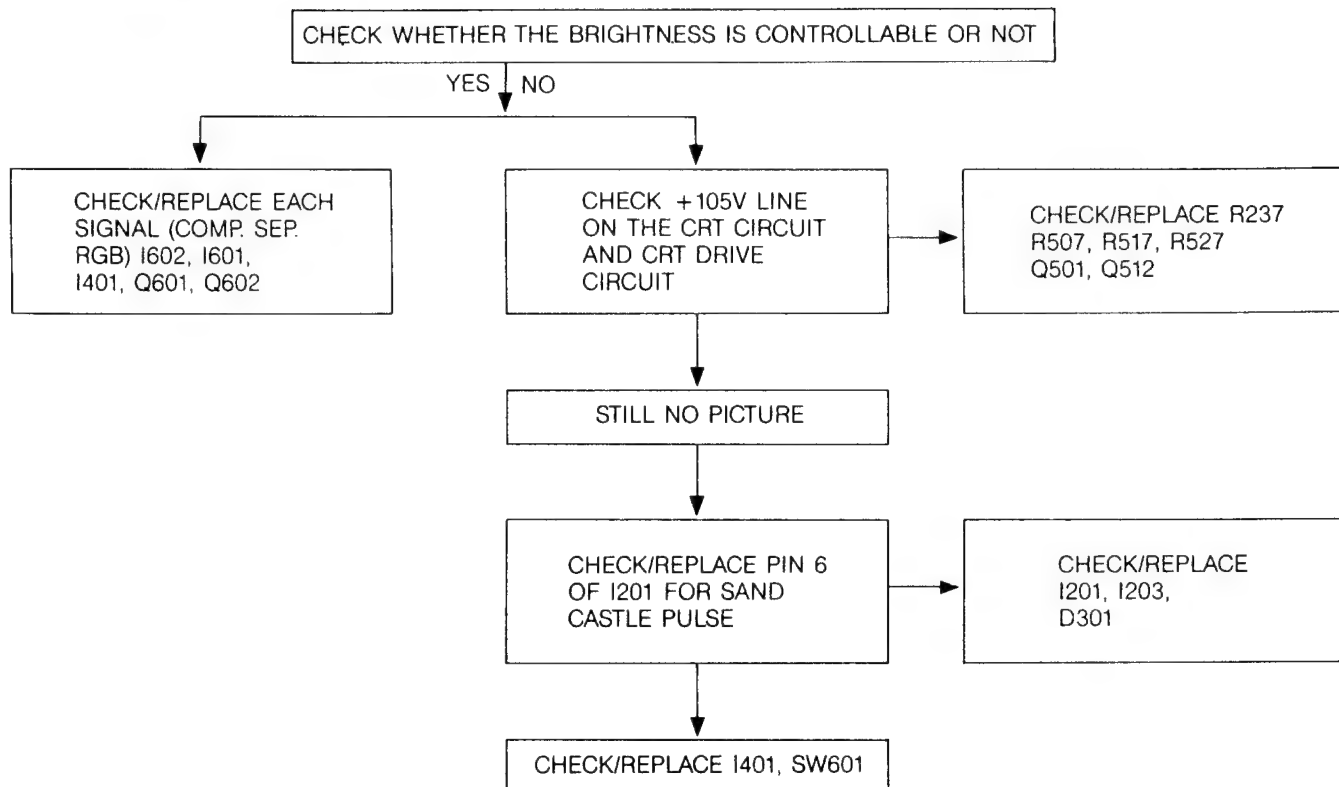 CHECK WHETHER THE BRIGHTNESS IS CONTROLLABLE OR NOT
YES NO
CHECK/REPLACE EACH
SIGNAL (COMP. SEP.
RGB) I602, I601,
I401, Q601, Q602
CHECK +105V LINE
ON THE CRT CIRCUIT
AND CRT DRIVE
CIRCUIT
CHECK/REPLACE R237
R507, R517, R527
Q501, Q512
STILL NO PICTURE
CHECK/REPLACE PIN 6
OF I201 FOR SAND
CASTLE PULSE
CHECK/REPLACE
I201, I203,
D301
CHECK/REPLACE I401, SW601